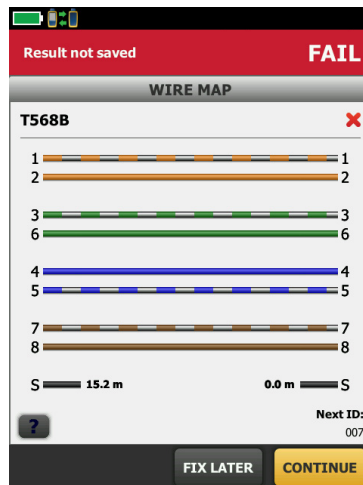 Result not saved FAIL
WIRE MAP
T568B
1 1
2 2
3 3
6 6
4 4
5 5
7 7
8 8
S 15.2 m 0.0 m S
Next ID:
? 007
FIX LATER CONTINUE